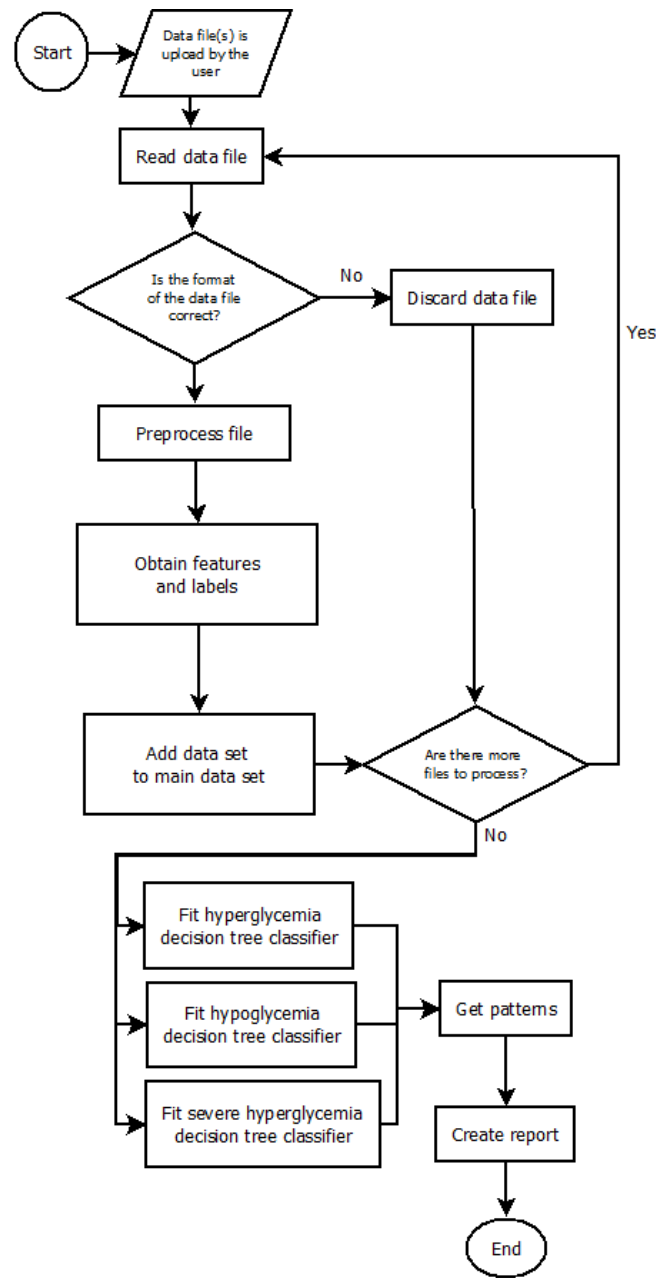 Start
Data file(s) is
upload by the
user
Read data file
Is the format
of the data file
correct?
No
Discard data file
Yes
Preprocess file
Obtain features
and labels
Add data set
to main data set
Are there more
files to process?
No
Fit hyperglycemia
decision tree classifier
Fit hypoglycemia
decision tree classifier
Get patterns
Fit severe hyperglycemia
decision tree classifier
Create report
End